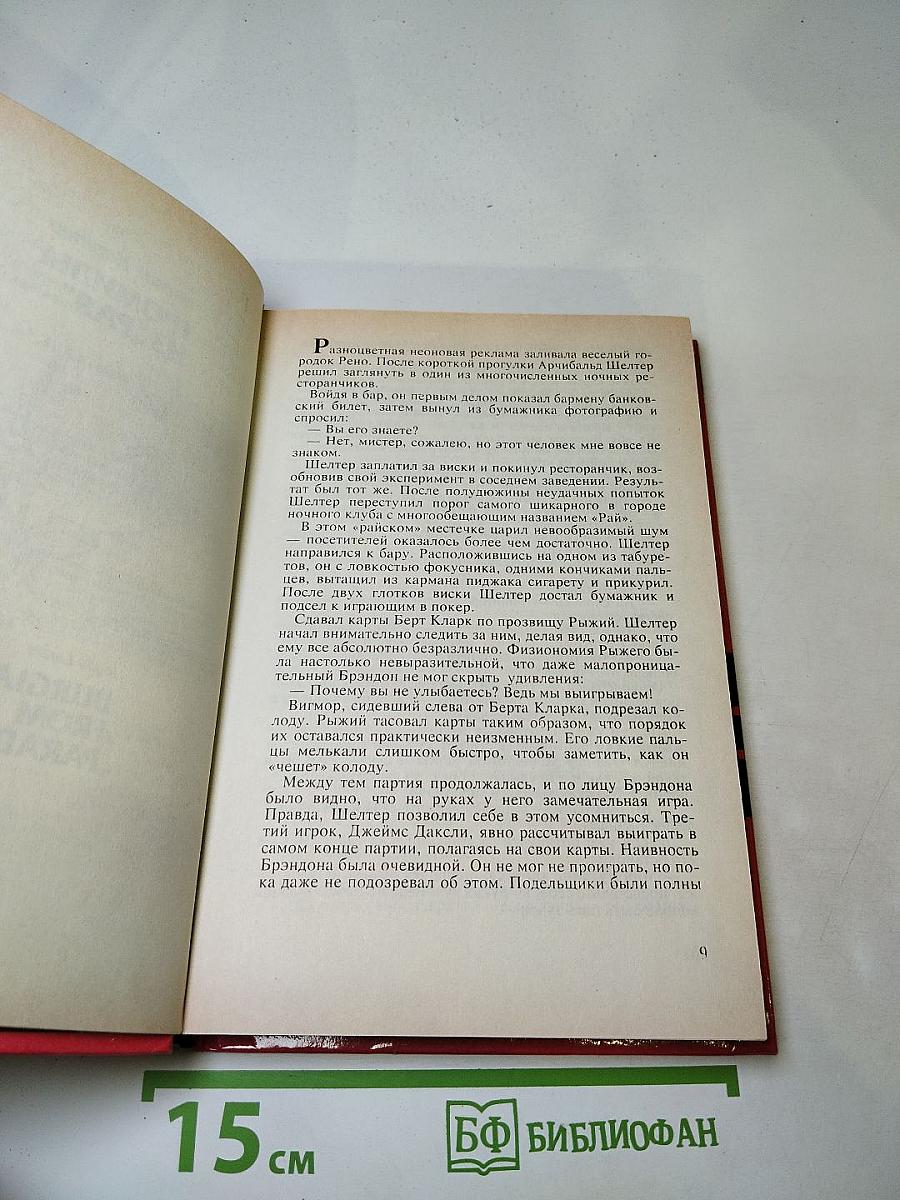 Разноцветная неоновая реклама заливала веселый го-
родок Рено. После короткой прогулки Арчибальд Шелтер
решил заглянуть в один из многочисленных ночных ре-
сторанчиков.
Войдя в бар, он первым делом показал бармену банков-
ский билет, затем вынул из бумажника фотографию и
спросил:
— Вы его знаете?
— Нет, мистер, сожалею, но этот человек мне вовсе не
знаком.
Шелтер заплатил за виски и покинул ресторанчик, воз-
обновив свой эксперимент в соседнем заведении. Резуль-
тат был тот же. После полудюжины неудачных попыток
Шелтер переступил порог самого шикарного в городе
ночного клуба с многообещающим названием «Рай».
В этом «райском» местечке царил невообразимый шум
— посетителей оказалось более чем достаточно. Шелтер
направился к бару. Расположившись на одном из табуре-
тов, он с ловкостью фокусника, одними кончиками паль-
цев, вытащил из кармана пиджака сигарету и прикурил.
После двух глотков виски Шелтер достал бумажник и
подсел к играющим в покер.
Сдавал карты Берт Кларк по прозвищу Рыжий. Шелтер
начал внимательно следить за ним, делая вид, однако, что
ему все абсолютно безразлично. Физиономия Рыжего бы-
ла настолько невыразительной, что даже малопроница-
тельный Брэндон не мог скрыть удивления:
— Почему вы не улыбаетесь? Ведь мы выигрываем!
Вигмор, сидевший слева от Берта Кларка, подрезал ко-
лоду. Рыжий тасовал карты таким образом, что порядок
их оставался практически неизменным. Его ловкие паль-
цы мелькали слишком быстро, чтобы заметить, как он
«чешет» колоду.
Между тем партия продолжалась, и по лицу Брэндона
было видно, что на руках у него замечательная игра.
Правда, Шелтер позволил себе в этом усомниться. Тре-
тий игрок, Джеймс Даксли, явно рассчитывал выиграть в
самом конце партии, полагаясь на свои карты. Наивность
Брэндона была очевидной. Он не мог не проиграть, но по-
ка даже не подозревал об этом. Подельщики были полны
9
15 см
БФ БИБЛИОФАН